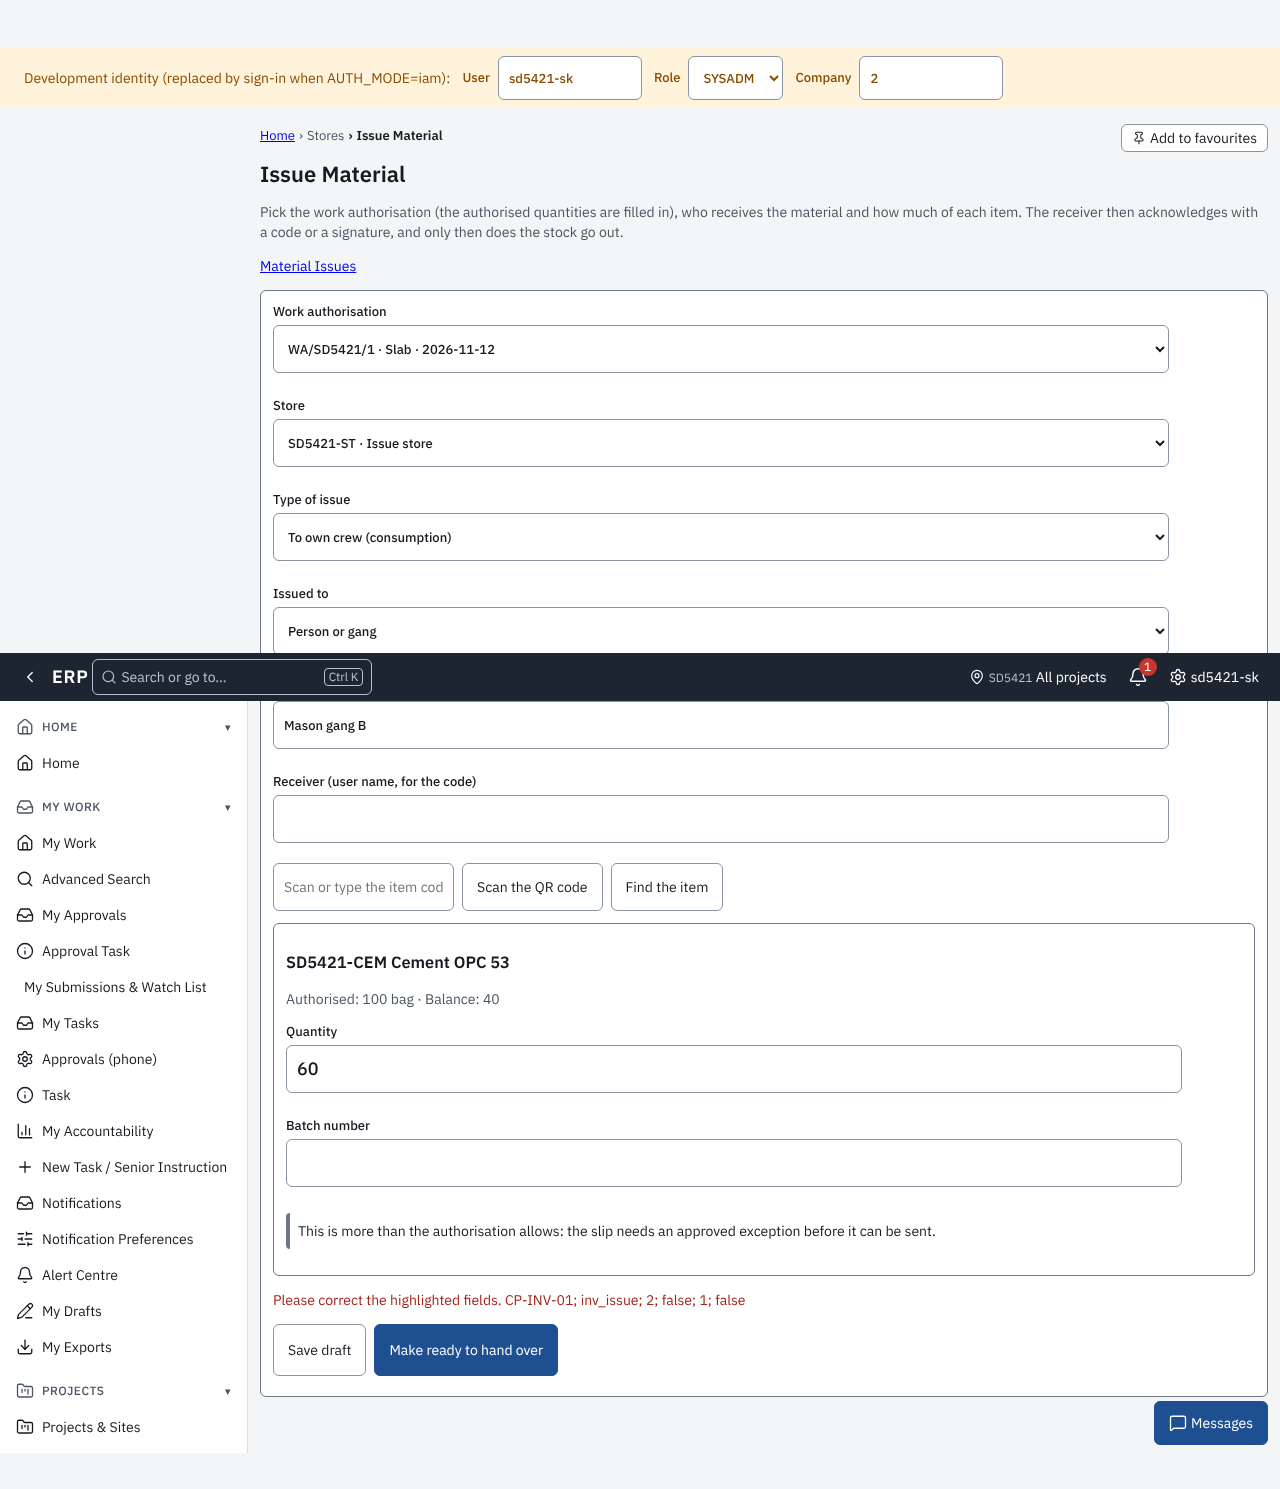 Development identity (replaced by sign-in when AUTH_MODE=iam): User sd5421-sk Role SYSADM Company 2
Home › Stores › Issue Material
Add to favourites
Issue Material
Pick the work authorisation (the authorised quantities are filled in), who receives the material and how much of each item. The receiver then acknowledges with
a code or a signature, and only then does the stock go out.
Material Issues
Work authorisation
WA/SD5421/1 · Slab · 2026-11-12
Store
SD5421-ST · Issue store
Type of issue
To own crew (consumption)
Issued to
Person or gang
ERP Search or go to... Ctrl K SD5421 All projects 1 sd5421-sk
HOME
Home
MY WORK
My Work
Advanced Search
My Approvals
Approval Task
My Submissions & Watch List
My Tasks
Approvals (phone)
Task
My Accountability
New Task / Senior Instruction
Notifications
Notification Preferences
Alert Centre
My Drafts
My Exports
PROJECTS
Projects & Sites
Mason gang B
Receiver (user name, for the code)
Scan or type the item cod Scan the QR code Find the item
SD5421-CEM Cement OPC 53
Authorised: 100 bag · Balance: 40
Quantity
60
Batch number
This is more than the authorisation allows: the slip needs an approved exception before it can be sent.
Please correct the highlighted fields. CP-INV-01; inv_issue; 2; false; 1; false
Save draft Make ready to hand over
Messages